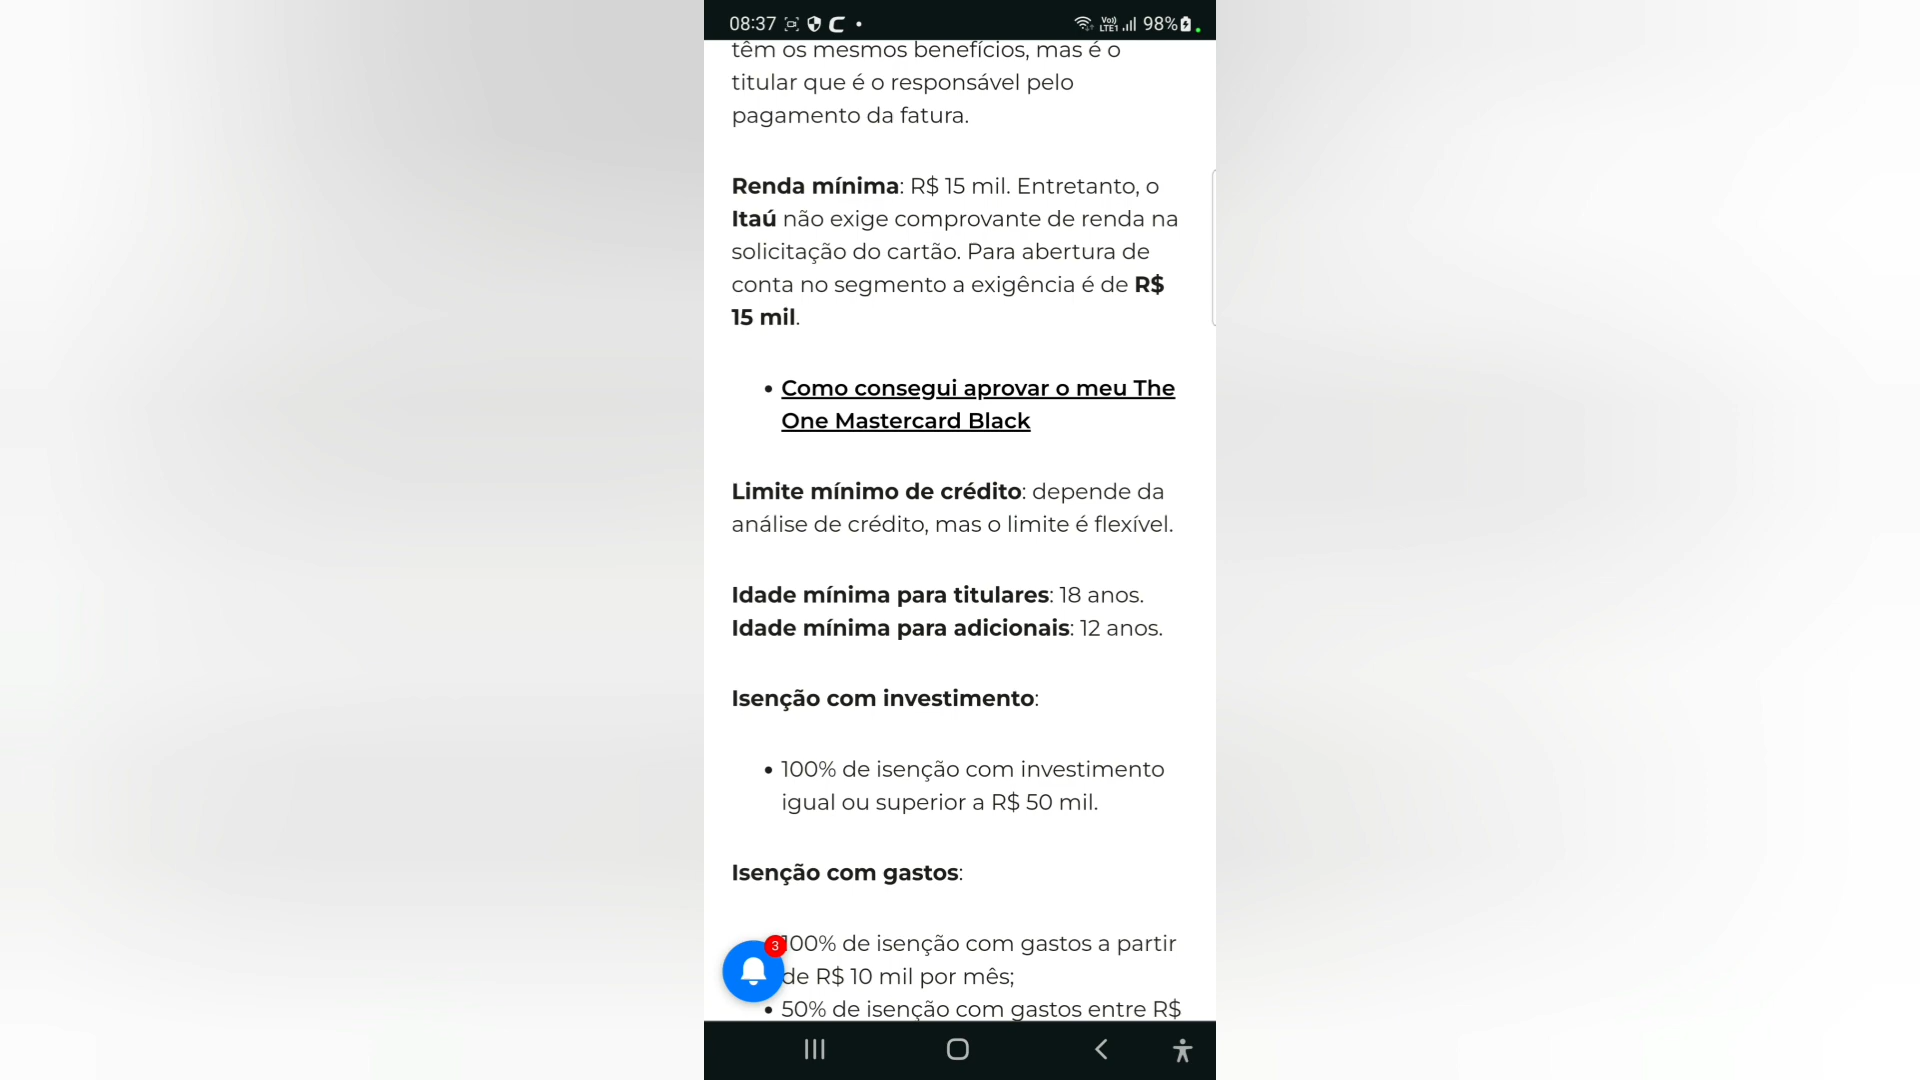 08:37
Vo))
LTE1
98%
têm os mesmos benefícios, mas é o
titular que é o responsável pelo
pagamento da fatura.
Renda mínima: R$ 15 mil. Entretanto, o
Itaú não exige comprovante de renda na
solicitação do cartão. Para abertura de
conta no segmento a exigência é de R$
15 mil.
• Como consegui aprovar o meu The
One Mastercard Black
Limite mínimo de crédito: depende da
análise de crédito, mas o limite é flexível.
Idade mínima para titulares: 18 anos.
Idade mínima para adicionais: 12 anos.
Isenção com investimento:
• 100% de isenção com investimento
igual ou superior a R$ 50 mil.
Isenção com gastos:
3
100% de isenção com gastos a partir
de R$ 10 mil por mês;
• 50% de isenção com gastos entre R$